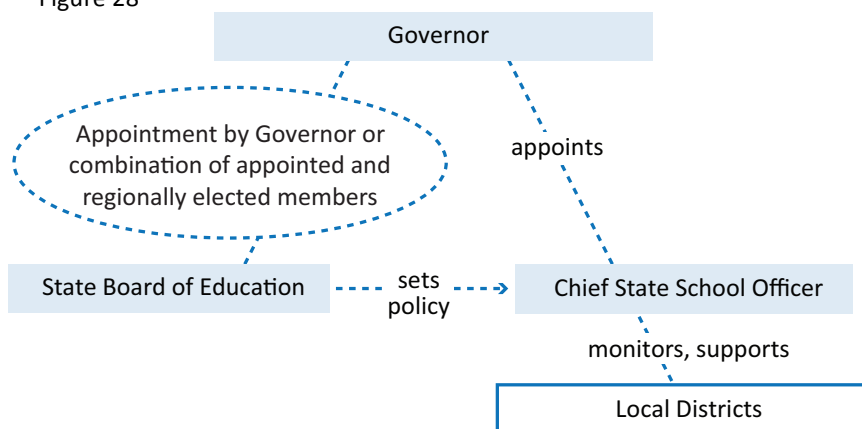 Figure 28
Governor
Appointment by Governor or
combination of appointed and
regionally elected members
appoints
State Board of Education
sets
policy
Chief State School Officer
monitors, supports
Local Districts